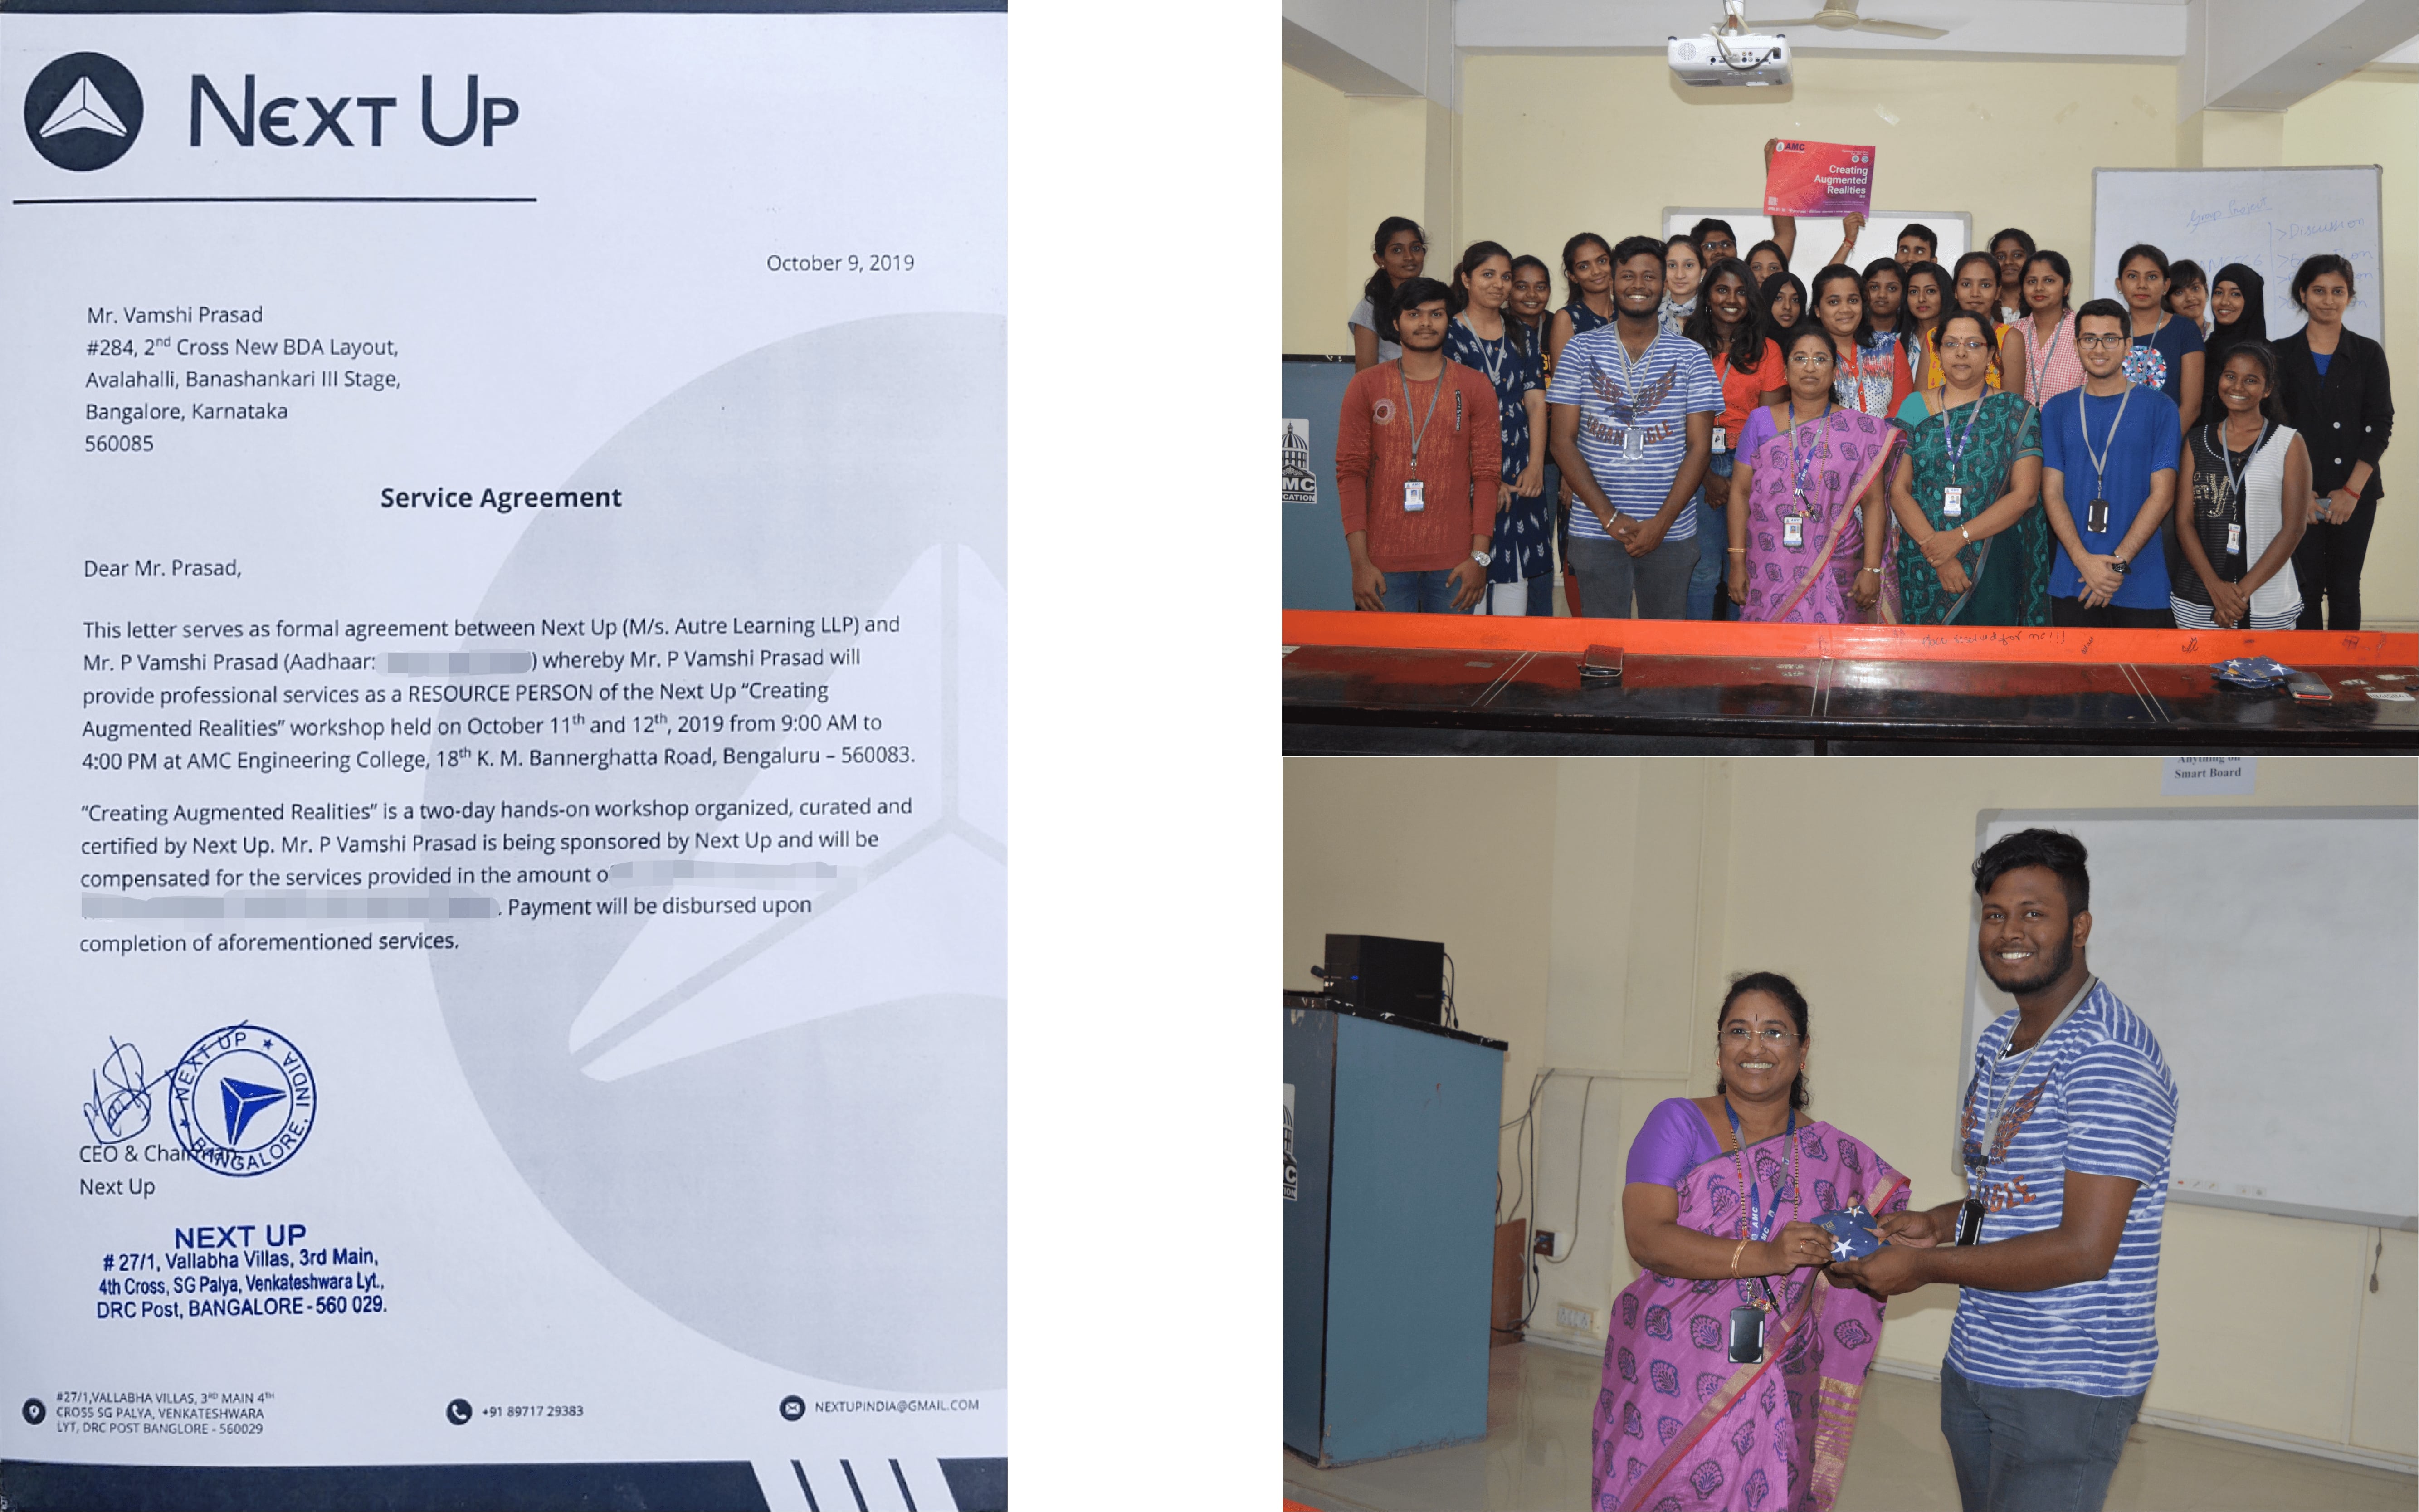 NEXT UP
October 9, 2019
Mr. Vamshi Prasad
#284, 2nd Cross New BDA Layout,
Avalahalli, Banashankari III Stage,
Bangalore, Karnataka
560085
Service Agreement
Dear Mr. Prasad,
This letter serves as formal agreement between Next Up (M/s. Autre Learning LLP) and
Mr. P Vamshi Prasad (Aadhaar: ) whereby Mr. P Vamshi Prasad will
provide professional services as a RESOURCE PERSON of the Next Up “Creating
Augmented Realities” workshop held on October 11th and 12th, 2019 from 9:00 AM to
4:00 PM at AMC Engineering College, 18th K. M. Bannerghatta Road, Bengaluru – 560083.
“Creating Augmented Realities” is a two-day hands-on workshop organized, curated and
certified by Next Up. Mr. P Vamshi Prasad is being sponsored by Next Up and will be
compensated for the services provided in the amount o
. Payment will be disbursed upon
completion of aforementioned services.
NEXT UP ★ BANGALORE, INDIA ★
CEO & Chairman
Next Up
NEXT UP
# 27/1, Vallabha Villas, 3rd Main,
4th Cross, SG Palya, Venkateshwara Lyt.,
DRC Post, BANGALORE - 560 029.
#27/1,VALLABHA VILLAS, 3RD MAIN 4TH
CROSS SG PALYA, VENKATESHWARA
LYT, DRC POST BANGLORE - 560029
+91 89717 29383
NEXTUPINDIA@GMAIL.COM
AMC
Creating
Augmented
Realities
Group Project
>Discussion
MC
CATION
Anything on
Smart Board
AMC